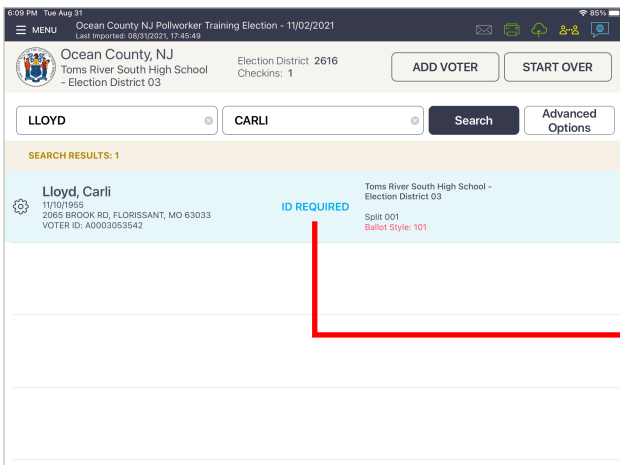 6:09 PM Tue Aug 31
85%
MENU
Ocean County NJ Pollworker Training Election - 11/02/2021
Last Imported: 08/31/2021, 17:45:49
Ocean County, NJ
Toms River South High School
- Election District 03
Election District 2616
Checkins: 1
ADD VOTER
START OVER
LLOYD
CARLI
Search
Advanced
Options
SEARCH RESULTS: 1
Lloyd, Carli
11/10/1955
2065 BROOK RD, FLORISSANT, MO 63033
VOTER ID: A0003053542
ID REQUIRED
Toms River South High School -
Election District 03
Split 001
Ballot Style: 101